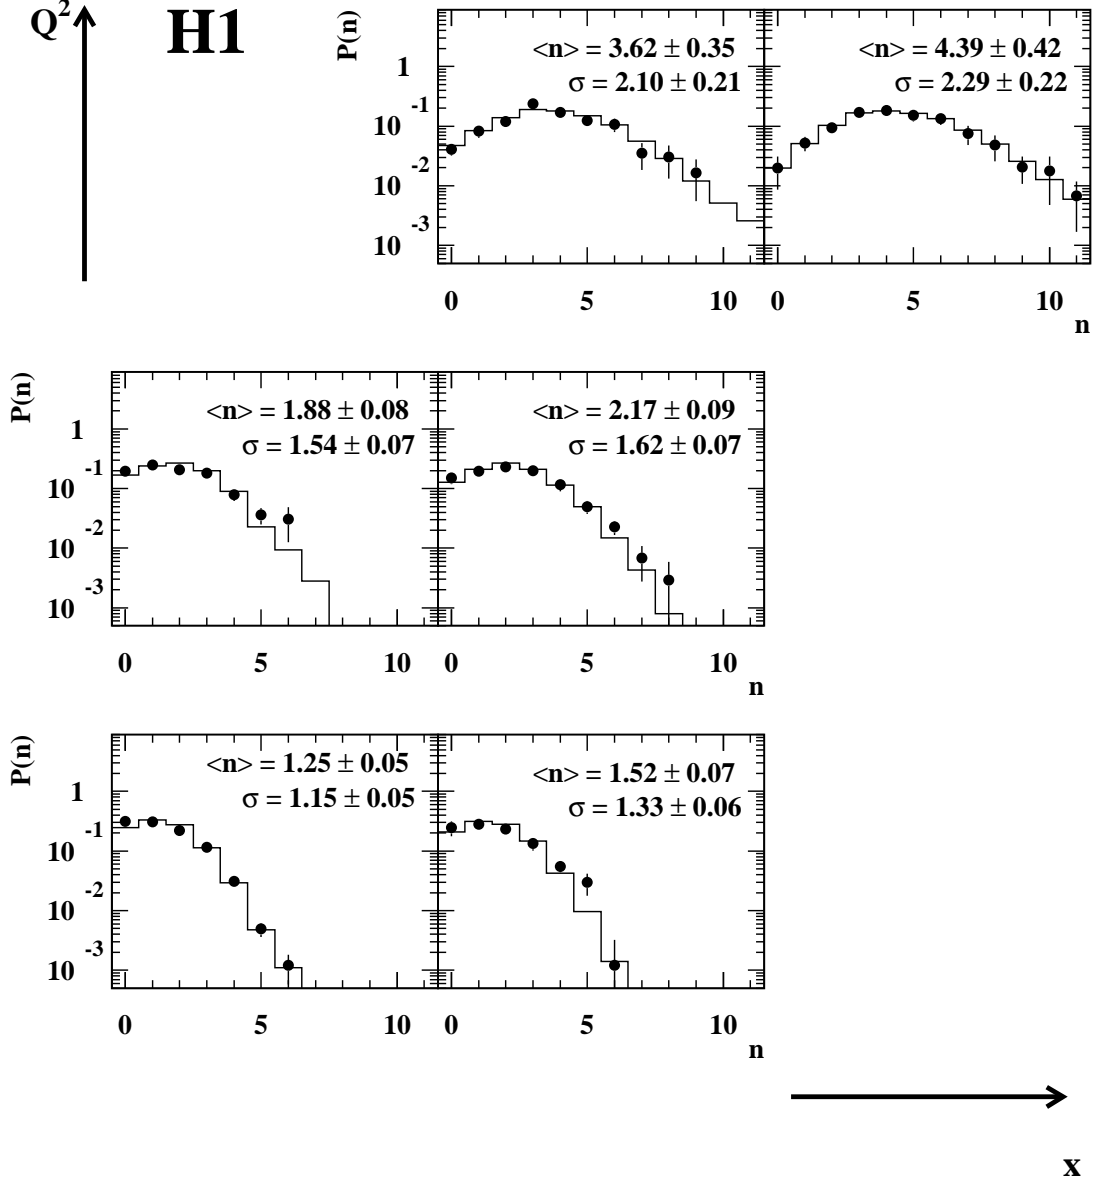 Q²
H1
P(n)
<n> = 3.62 ± 0.35
σ = 2.10 ± 0.21
<n> = 4.39 ± 0.42
σ = 2.29 ± 0.22
1
10 -1
10 -2
10 -3
0 5 10 0 5 10
n
P(n)
<n> = 1.88 ± 0.08
σ = 1.54 ± 0.07
<n> = 2.17 ± 0.09
σ = 1.62 ± 0.07
1
10 -1
10 -2
10 -3
0 5 10 0 5 10
n
P(n)
<n> = 1.25 ± 0.05
σ = 1.15 ± 0.05
<n> = 1.52 ± 0.07
σ = 1.33 ± 0.06
1
10 -1
10 -2
10 -3
0 5 10 0 5 10
n
x